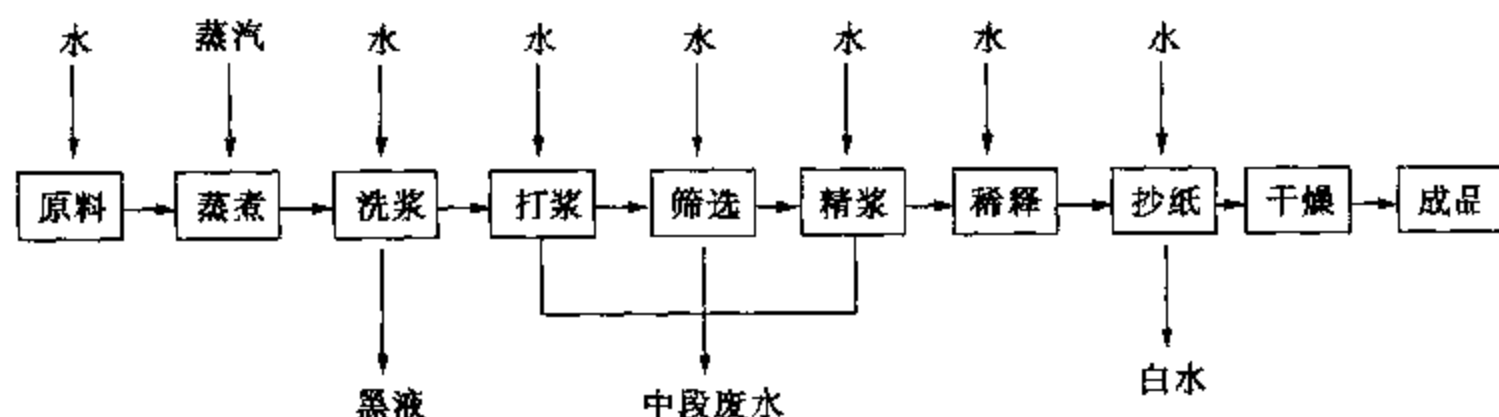 水 蒸汽 水 水 水 水 水 水
原料 蒸煮 洗浆 打浆 筛选 精浆 稀释 抄纸 干燥 成品
黑液 中段废水 白水